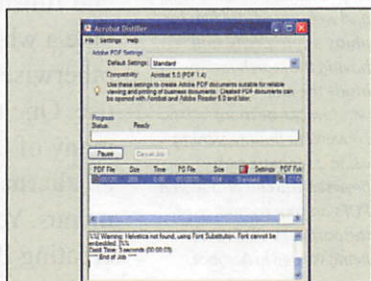 Acrobat Distiller
File Settings Help
Adobe PDF Settings
Default Settings: Standard
Compatibility: Acrobat 5.0 (PDF 1.4)
Use these settings to create Adobe PDF documents suitable for reliable
viewing and printing of business documents. Created PDF documents can
be opened with Acrobat and Adobe Reader 5.0 and later.
Progress
Status: Ready
Pause Cancel Job
PDF File Size Time PS File Size Settings PDF Fol
Standard
%%[ Warning: Helvetica not found, using Font Substitution. Font cannot be
embedded. ]%%
Distill Time: 3 seconds (00:00:03)
**** End of Job ****